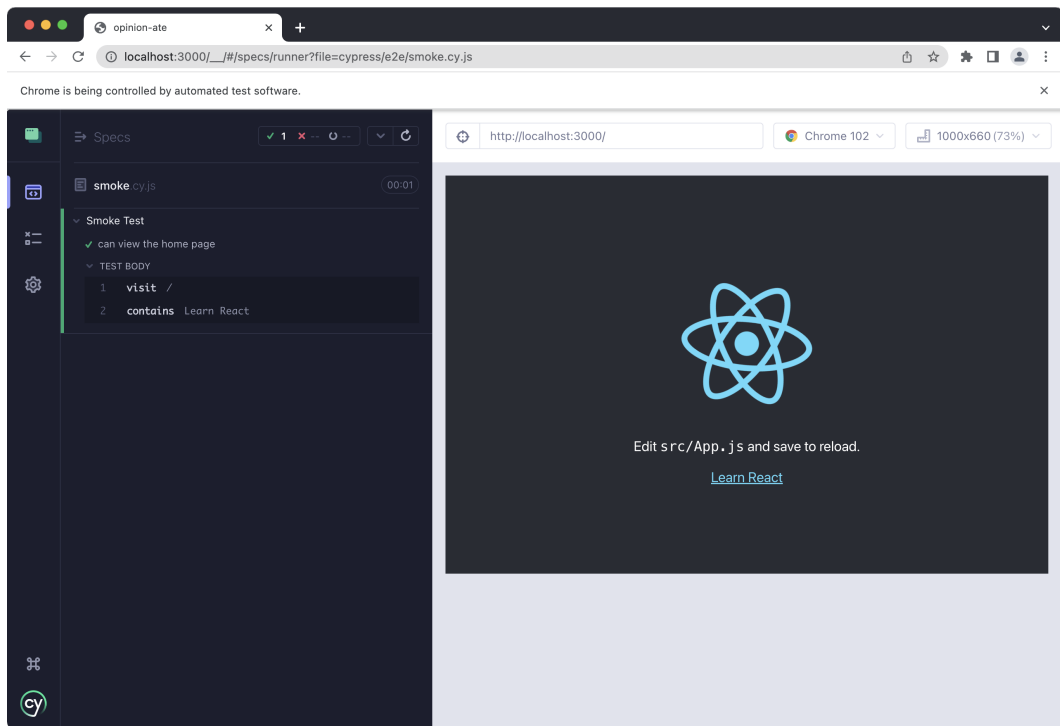 opinion-ate
localhost:3000/__/#/specs/runner?file=cypress/e2e/smoke.cy.js
Chrome is being controlled by automated test software.
Specs
1 -- --
http://localhost:3000/
Chrome 102
1000x660 (73%)
smoke.cy.js
00:01
Smoke Test
can view the home page
TEST BODY
1 visit /
2 contains Learn React
Edit src/App.js and save to reload.
Learn React
cy